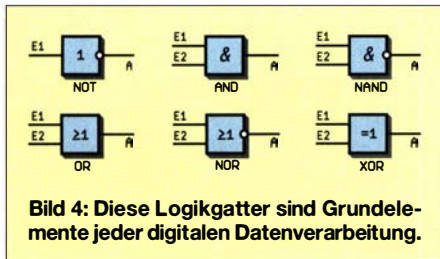 E1 1 A
NOT
E1 E2 & A
AND
E1 E2 & A
NAND
E1 E2 ≥1 A
OR
E1 E2 ≥1 A
NOR
E1 E2 =1 A
XOR
Bild 4: Diese Logikgatter sind Grundele-
mente jeder digitalen Datenverarbeitung.